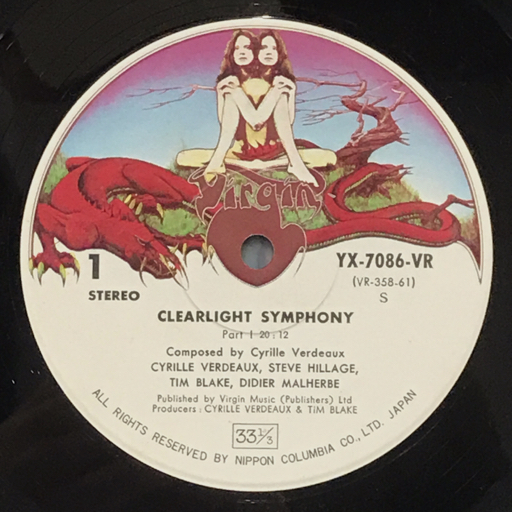 Virgin
1
STEREO
YX-7086-VR
(VR-358-61)
S
CLEARLIGHT SYMPHONY
Part I 20:12
Composed by Cyrille Verdeaux
CYRILLE VERDEAUX, STEVE HILLAGE,
TIM BLAKE, DIDIER MALHERBE
Published by Virgin Music (Publishers) Ltd
Producers: CYRILLE VERDEAUX & TIM BLAKE
33 1/3
ALL RIGHTS RESERVED BY NIPPON COLUMBIA CO., LTD. JAPAN